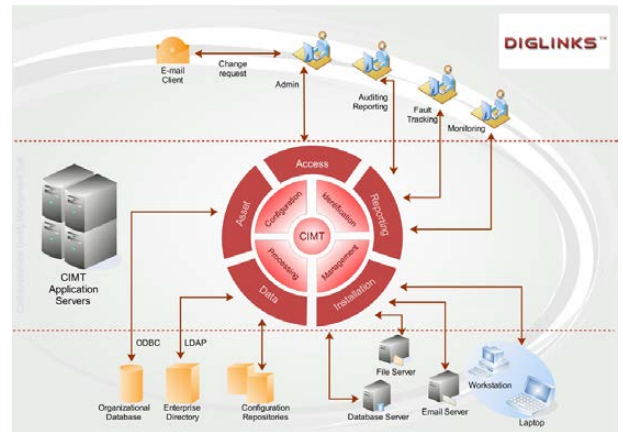 DIGLINKS™
E-mail
Client
Change
request
Admin
Auditing
Reporting
Fault
Tracking
Monitoring
Access
Asset
Reporting
Configuration
Identification
CIMT
Processing
Management
Data
Installation
CIMT
Application
Servers
ODBC
LDAP
Organizational
Database
Enterprise
Directory
Configuration
Repositories
File Server
Database Server
Email Server
Workstation
Laptop